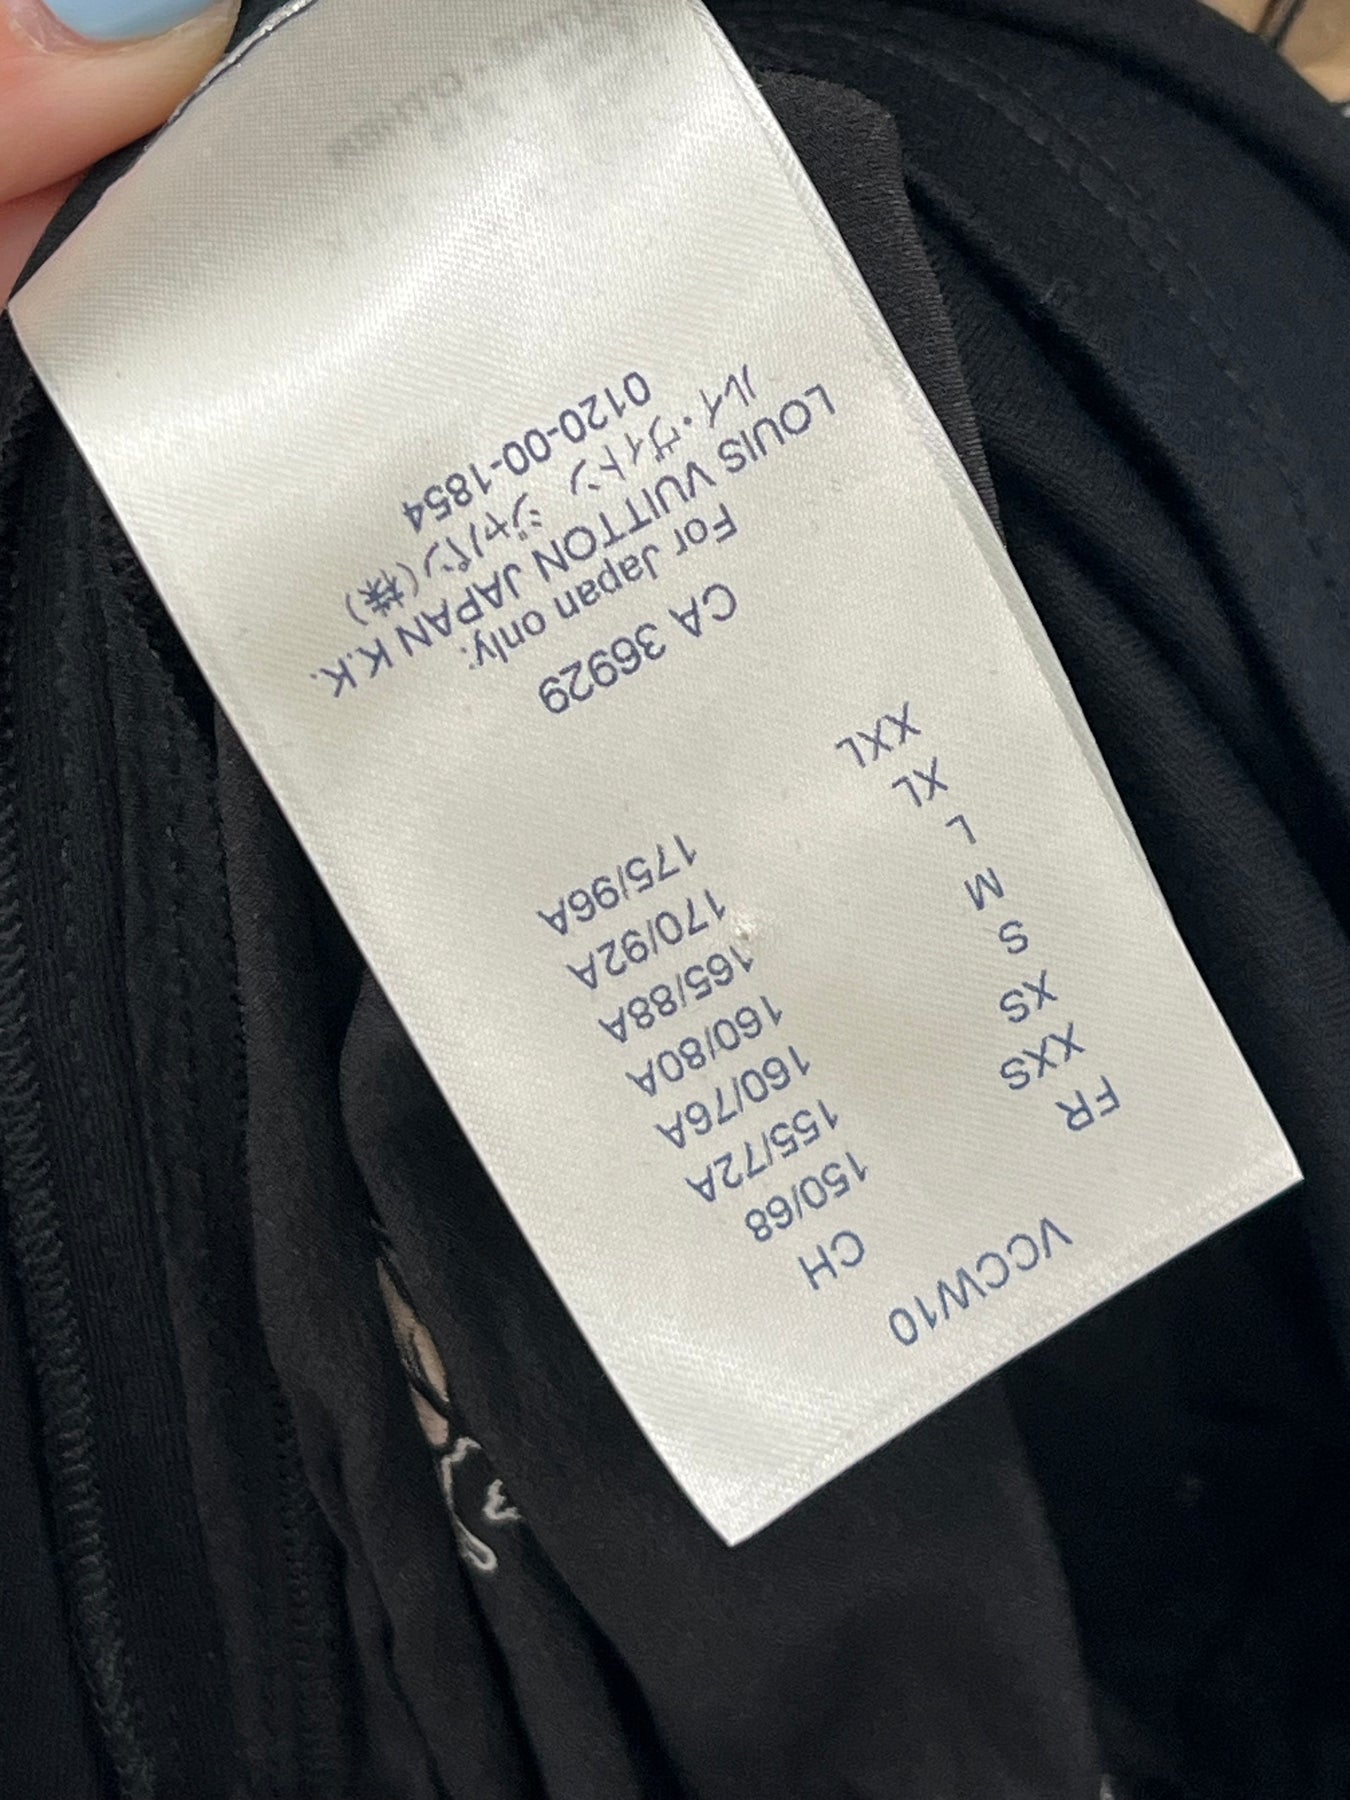 VCCW10
FR CH
XXS 150/68
XS 155/72A
S 160/76A
M 160/80A
L 165/88A
XL 170/92A
XXL 175/96A
CA 36929
For Japan only:
LOUIS VUITTON JAPAN K.K.
ルイ・ヴィトン ジャパン(株)
0120-00-1854